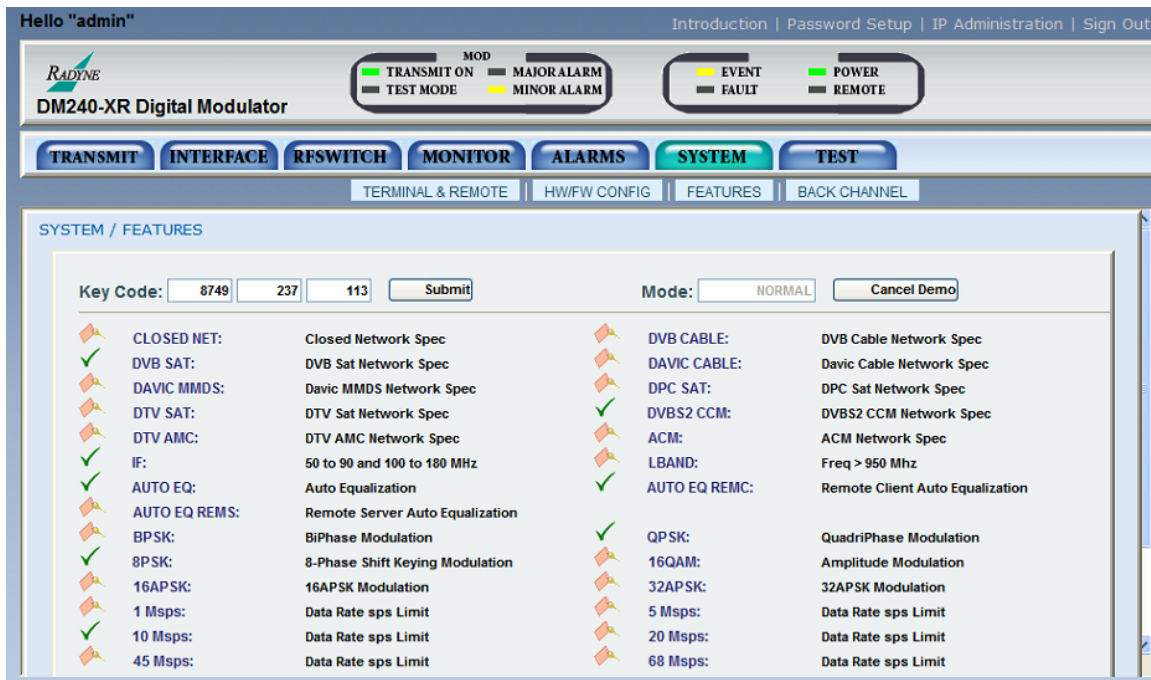 Hello "admin"
Introduction | Password Setup | IP Administration | Sign Out
RADYNE
DM240-XR Digital Modulator
MOD
TRANSMIT ON MAJOR ALARM
TEST MODE MINOR ALARM
EVENT POWER
FAULT REMOTE
TRANSMIT INTERFACE RFSWITCH MONITOR ALARMS SYSTEM TEST
TERMINAL & REMOTE | HW/FW CONFIG | FEATURES | BACK CHANNEL
SYSTEM / FEATURES
Key Code: 8749 237 113 Submit Mode: NORMAL Cancel Demo
CLOSED NET: Closed Network Spec DVB CABLE: DVB Cable Network Spec
DVB SAT: DVB Sat Network Spec DAVIC CABLE: Davic Cable Network Spec
DAVIC MMDS: Davic MMDS Network Spec DPC SAT: DPC Sat Network Spec
DTV SAT: DTV Sat Network Spec DVBS2 CCM: DVBS2 CCM Network Spec
DTV AMC: DTV AMC Network Spec ACM: ACM Network Spec
IF: 50 to 90 and 100 to 180 MHz LBAND: Freq > 950 Mhz
AUTO EQ: Auto Equalization AUTO EQ REMC: Remote Client Auto Equalization
AUTO EQ REMS: Remote Server Auto Equalization
BPSK: BiPhase Modulation QPSK: QuadriPhase Modulation
8PSK: 8-Phase Shift Keying Modulation 16QAM: Amplitude Modulation
16APSK: 16APSK Modulation 32APSK: 32APSK Modulation
1 Msps: Data Rate sps Limit 5 Msps: Data Rate sps Limit
10 Msps: Data Rate sps Limit 20 Msps: Data Rate sps Limit
45 Msps: Data Rate sps Limit 68 Msps: Data Rate sps Limit